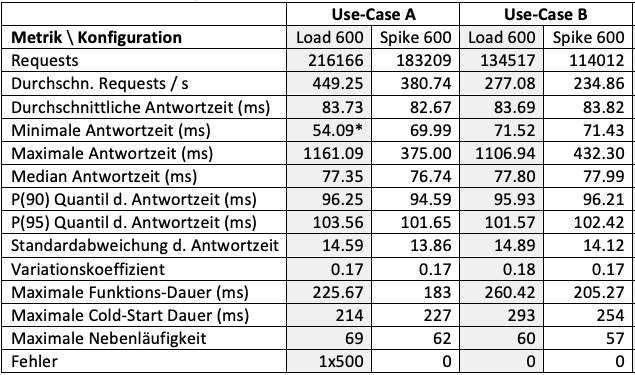 Use-Case A Use-Case B
Metrik \ Konfiguration Load 600 Spike 600 Load 600 Spike 600
Requests 216166 183209 134517 114012
Durchschn. Requests / s 449.25 380.74 277.08 234.86
Durchschnittliche Antwortzeit (ms) 83.73 82.67 83.69 83.82
Minimale Antwortzeit (ms) 54.09* 69.99 71.52 71.43
Maximale Antwortzeit (ms) 1161.09 375.00 1106.94 432.30
Median Antwortzeit (ms) 77.35 76.74 77.80 77.99
P(90) Quantil d. Antwortzeit (ms) 96.25 94.59 95.93 96.21
P(95) Quantil d. Antwortzeit (ms) 103.56 101.65 101.57 102.42
Standardabweichung d. Antwortzeit 14.59 13.86 14.89 14.12
Variationskoeffizient 0.17 0.17 0.18 0.17
Maximale Funktions-Dauer (ms) 225.67 183 260.42 205.27
Maximale Cold-Start Dauer (ms) 214 227 293 254
Maximale Nebenläufigkeit 69 62 60 57
Fehler 1x500 0 0 0